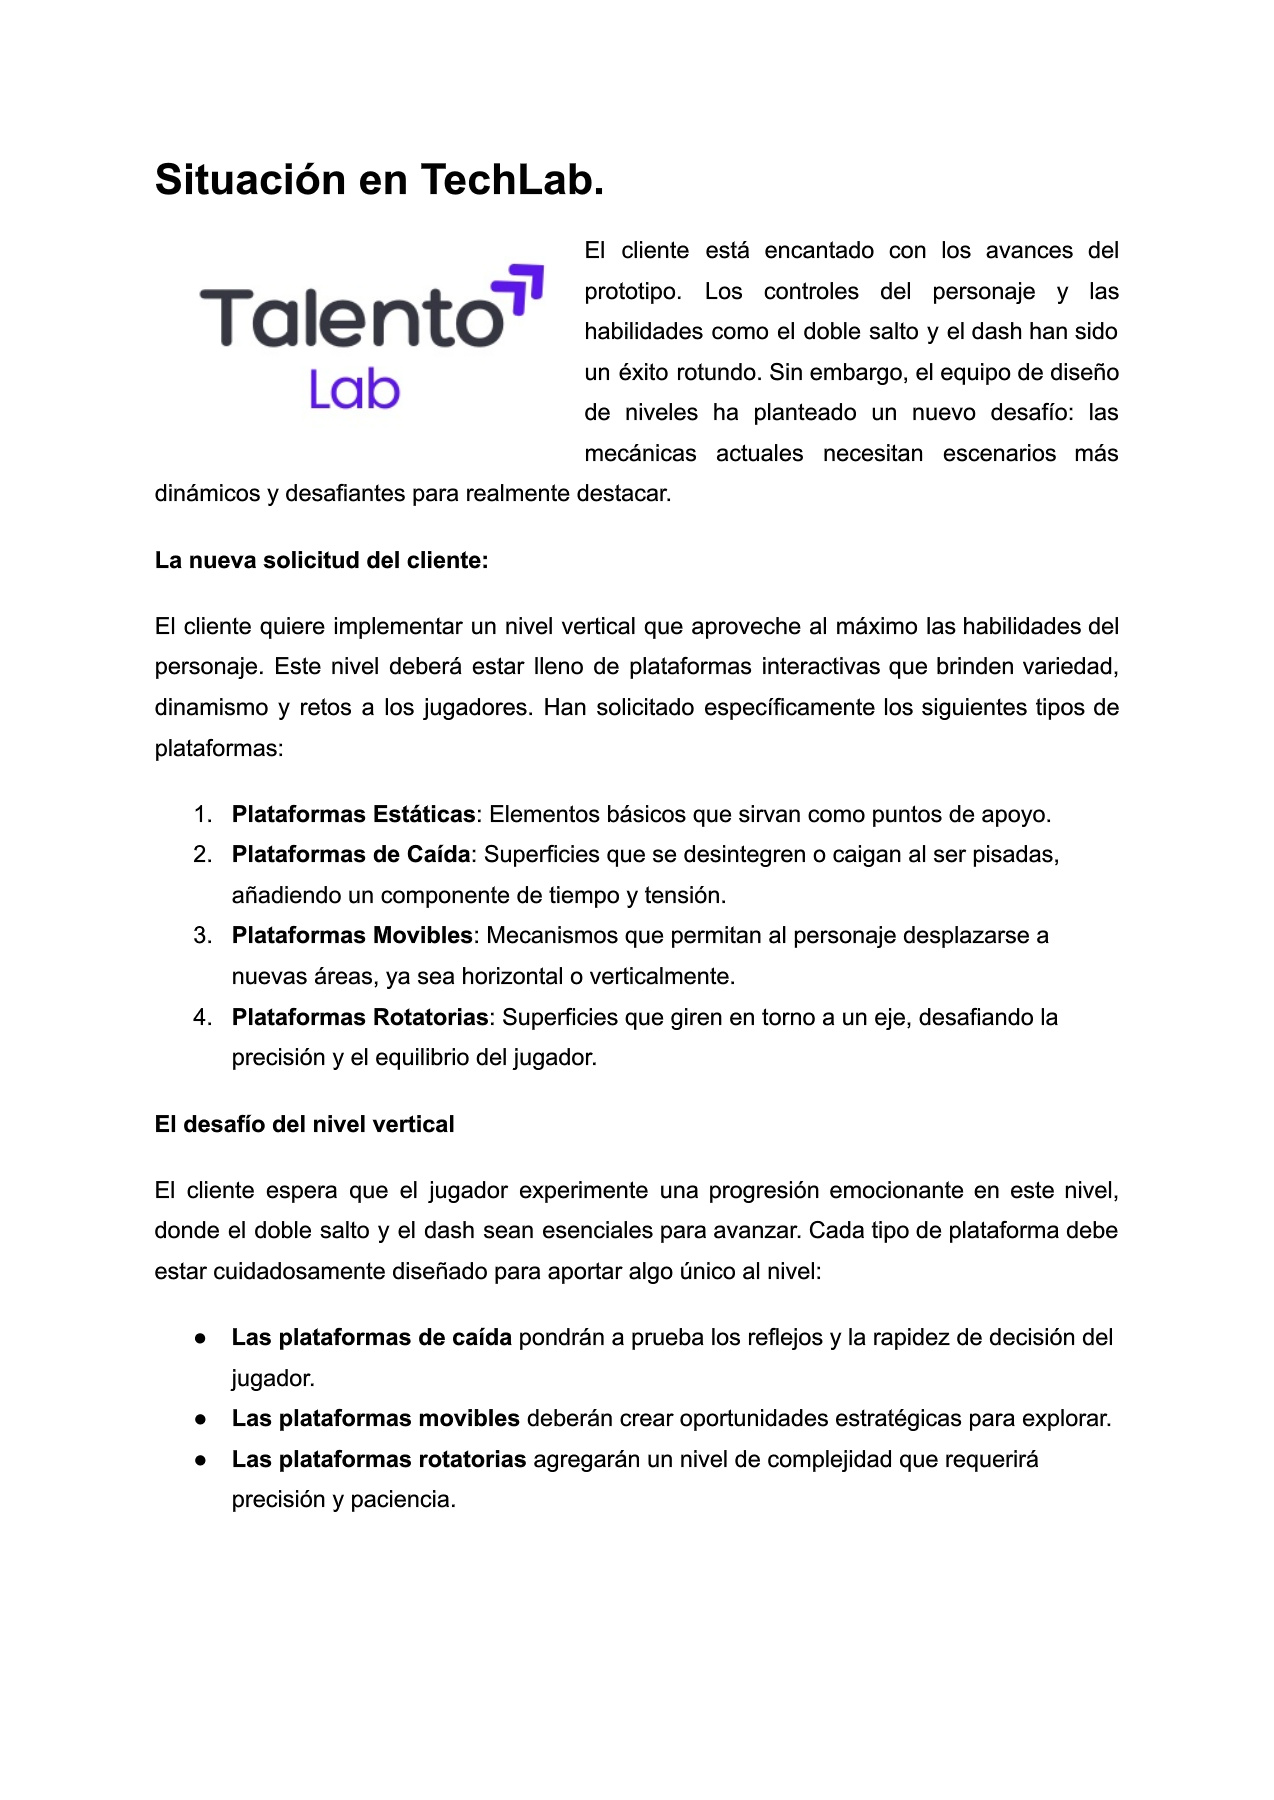 Situación en TechLab.
Talento
Lab
El cliente está encantado con los avances del
prototipo. Los controles del personaje y las
habilidades como el doble salto y el dash han sido
un éxito rotundo. Sin embargo, el equipo de diseño
de niveles ha planteado un nuevo desafío: las
mecánicas actuales necesitan escenarios más
dinámicos y desafiantes para realmente destacar.
La nueva solicitud del cliente:
El cliente quiere implementar un nivel vertical que aproveche al máximo las habilidades del
personaje. Este nivel deberá estar lleno de plataformas interactivas que brinden variedad,
dinamismo y retos a los jugadores. Han solicitado específicamente los siguientes tipos de
plataformas:
1. Plataformas Estáticas: Elementos básicos que sirvan como puntos de apoyo.
2. Plataformas de Caída: Superficies que se desintegren o caigan al ser pisadas,
añadiendo un componente de tiempo y tensión.
3. Plataformas Movibles: Mecanismos que permitan al personaje desplazarse a
nuevas áreas, ya sea horizontal o verticalmente.
4. Plataformas Rotatorias: Superficies que giren en torno a un eje, desafiando la
precisión y el equilibrio del jugador.
El desafío del nivel vertical
El cliente espera que el jugador experimente una progresión emocionante en este nivel,
donde el doble salto y el dash sean esenciales para avanzar. Cada tipo de plataforma debe
estar cuidadosamente diseñado para aportar algo único al nivel:
● Las plataformas de caída pondrán a prueba los reflejos y la rapidez de decisión del
jugador.
● Las plataformas movibles deberán crear oportunidades estratégicas para explorar.
● Las plataformas rotatorias agregarán un nivel de complejidad que requerirá
precisión y paciencia.